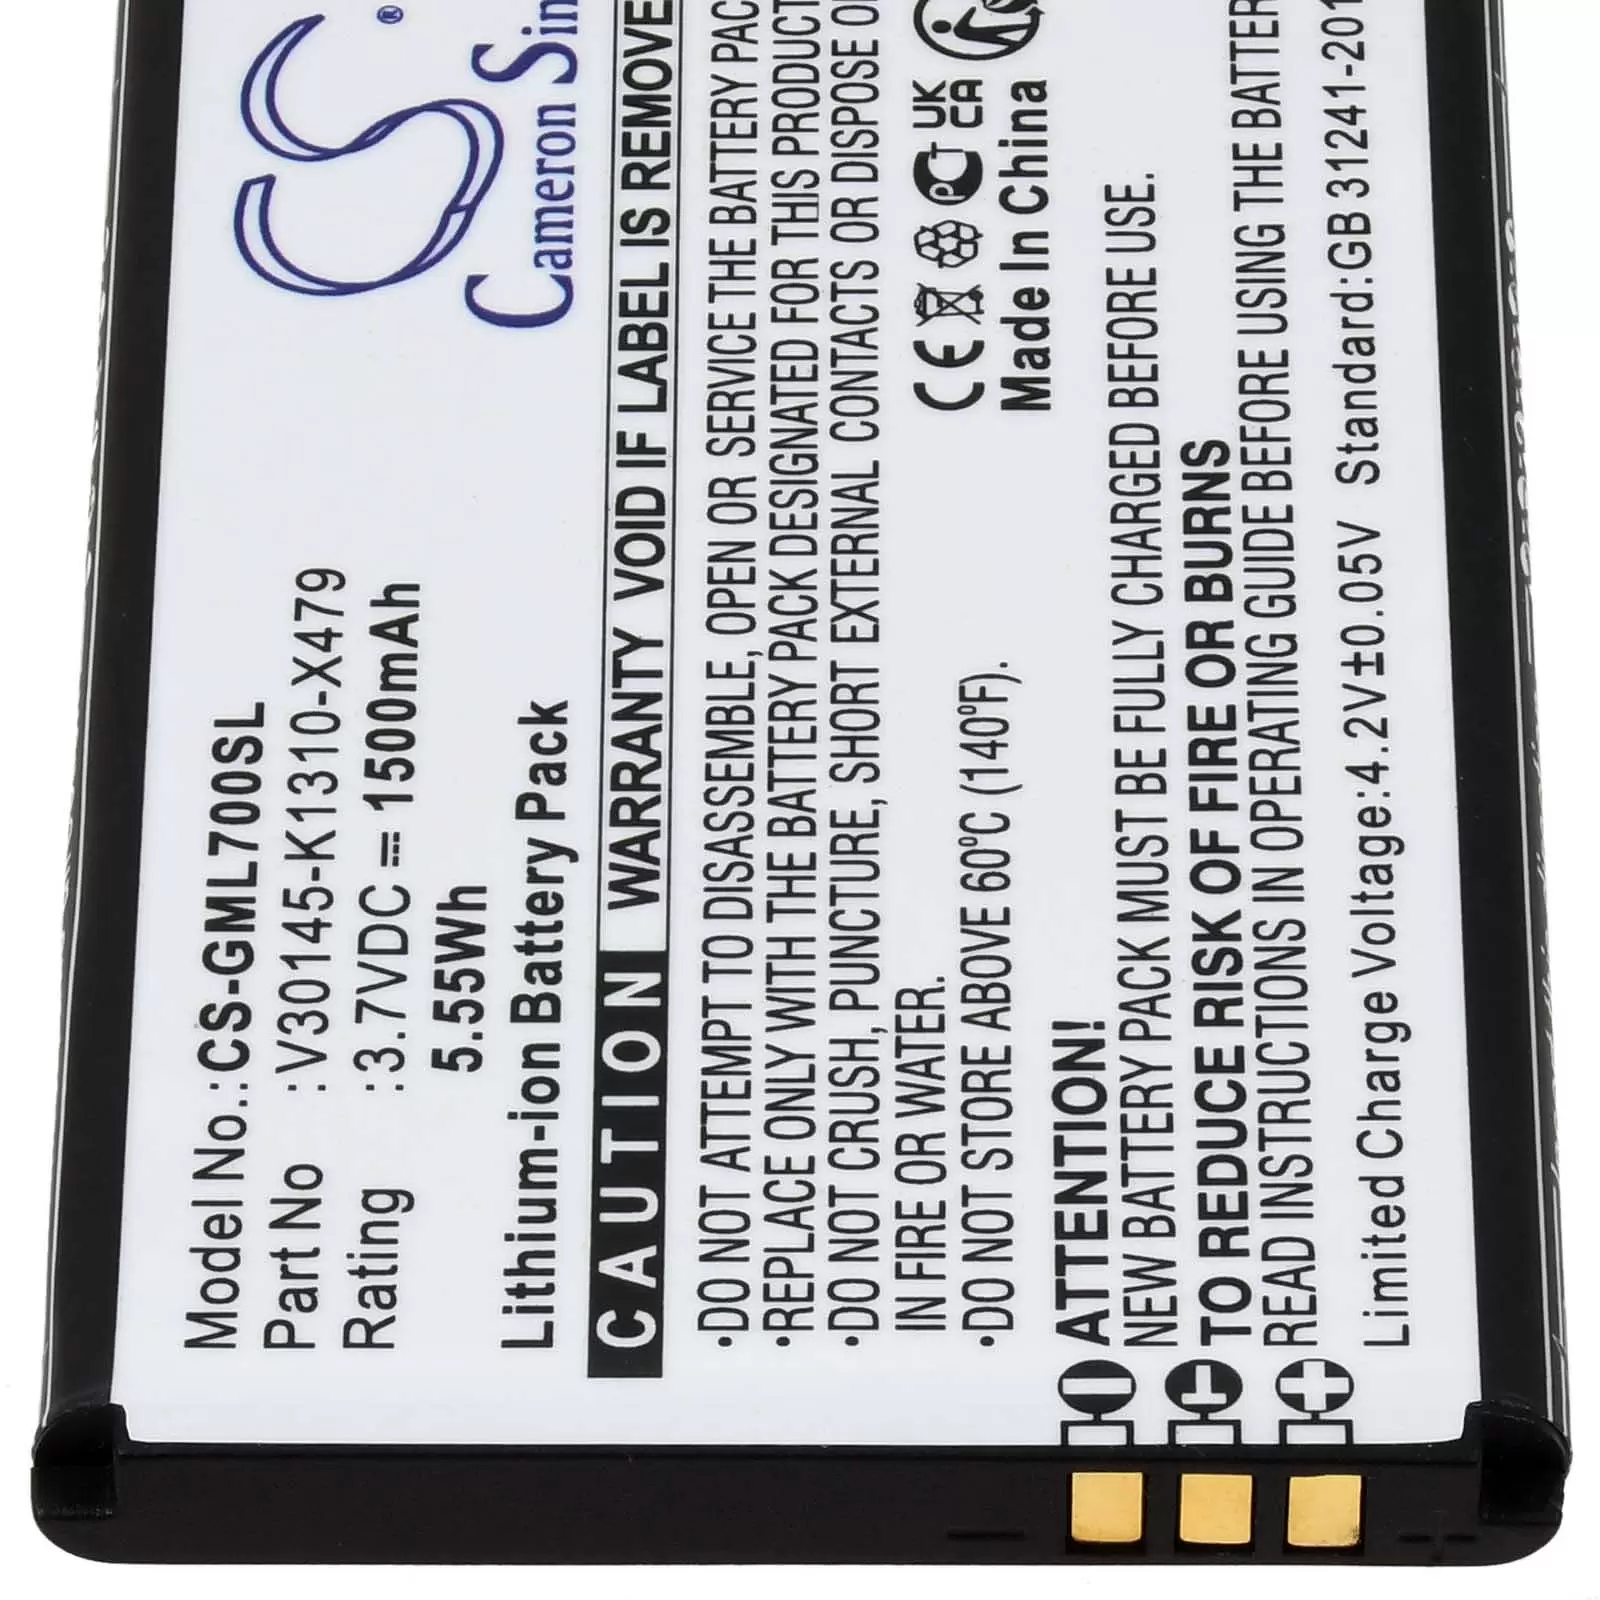 CS®
Cameron Sin
Model No.:CS-GML700SL
Part No :V30145-K1310-X479
Rating :3.7VDC ⎓ 1500mAh
5.55Wh
Lithium-ion Battery Pack
CAUTION WARRANTY VOID IF LABEL IS REMOVE
•DO NOT ATTEMPT TO DISASSEMBLE, OPEN OR SERVICE THE BATTERY PAC
•REPLACE ONLY WITH THE BATTERY PACK DESIGNATED FOR THIS PRODUCT
•DO NOT CRUSH, PUNCTURE, SHORT EXTERNAL CONTACTS OR DISPOSE O
IN FIRE OR WATER.
•DO NOT STORE ABOVE 60°C (140°F).
CE PCT UK CA
Made In China
ATTENTION!
NEW BATTERY PACK MUST BE FULLY CHARGED BEFORE USE.
TO REDUCE RISK OF FIRE OR BURNS
READ INSTRUCTIONS IN OPERATING GUIDE BEFORE USING THE BATTER
Limited Charge Voltage:4.2V±0.05V Standard:GB 31241-201
− T +
− +